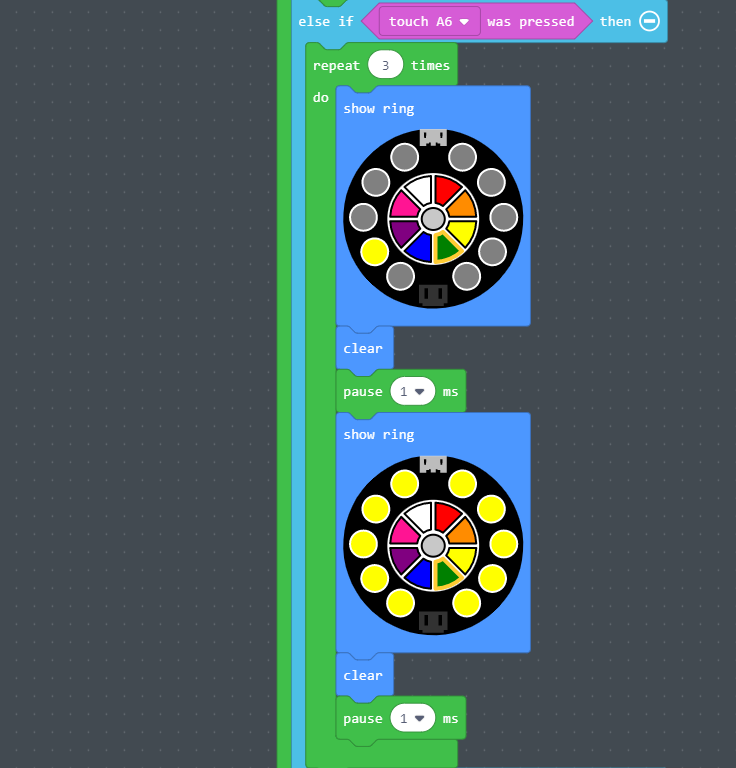 else if touch A6 was pressed then
repeat 3 times
do
show ring
clear
pause 1 ms
show ring
clear
pause 1 ms